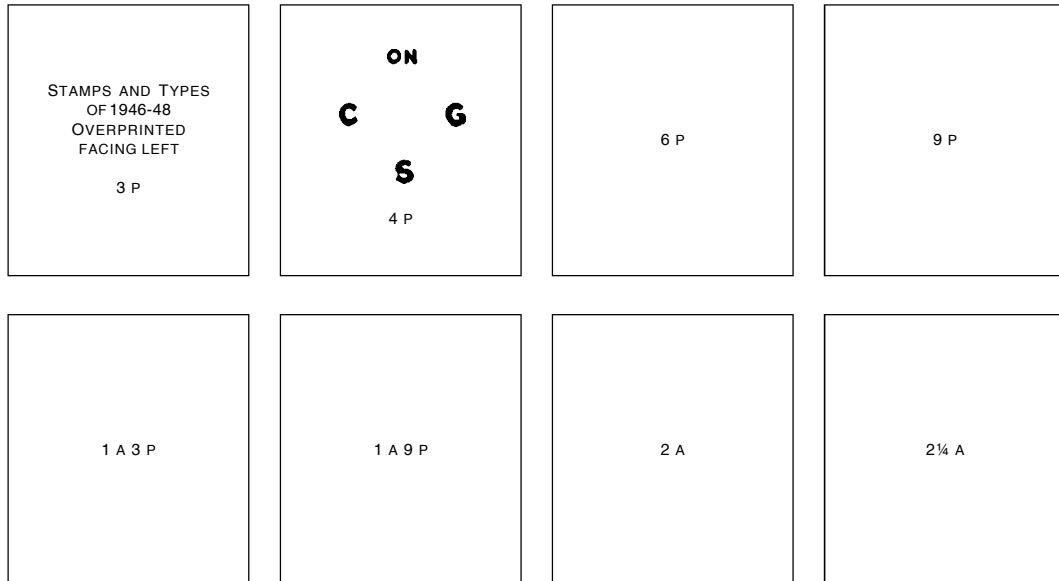 STAMPS AND TYPES
OF 1946-48
OVERPRINTED
FACING LEFT
3 P
ON
C G
S
4 P
6 P
9 P
1 A 3 P
1 A 9 P
2 A
2¼ A